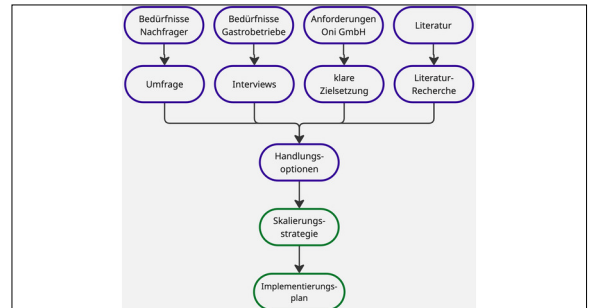 Bedürfnisse
Nachfrager
Bedürfnisse
Gastrobetriebe
Anforderungen
Oni GmbH
Literatur
Umfrage
Interviews
klare
Zielsetzung
Literatur-
Recherche
Handlungs-
optionen
Skalierungs-
strategie
Implementierungs-
plan